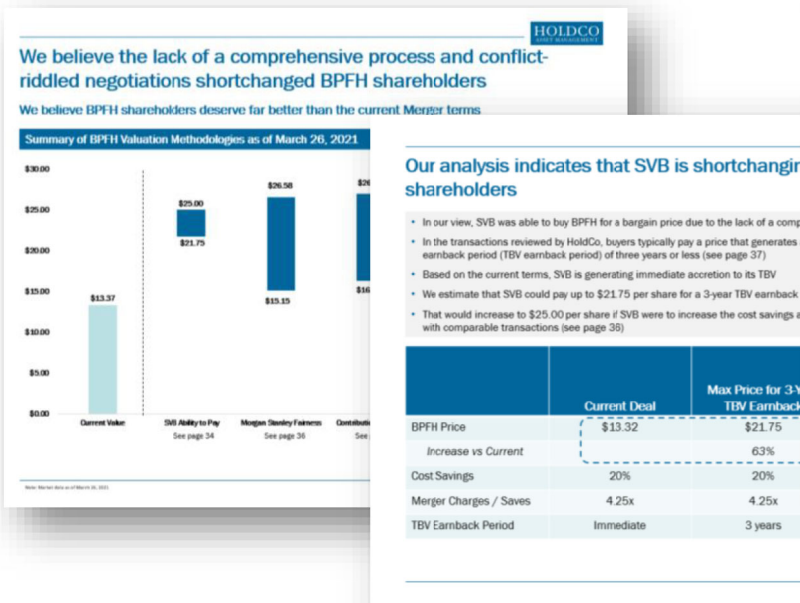 HOLDCO
ASSET MANAGEMENT
We believe the lack of a comprehensive process and conflict-
riddled negotiations shortchanged BPFH shareholders
We believe BPFH shareholders deserve far better than the current Merger terms
Summary of BPFH Valuation Methodologies as of March 26, 2021
$30.00
$25.00
$20.00
$15.00
$10.00
$5.00
$0.00
$13.37
$25.00
$21.75
$26.58
$15.15
$26
$16
Current Value
SVB Ability to Pay
See page 34
Morgan Stanley Fairness
See page 36
See
Note: Market data as of March 26, 2021
Our analysis indicates that SVB is
shareholders
• In our view, SVB was able to buy BPFH for a bargain price due to the lack of a
• In the transactions reviewed by HoldCo, buyers typically pay a price that generates
earnback period (TBV earnback period) of three years or less (see page 37)
• Based on the current terms, SVB is generating immediate accretion to its TBV
• We estimate that SVB could pay up to $21.75 per share for a 3-year TBV earnback
• That would increase to $25.00 per share if SVB were to increase the cost savings
with comparable transactions (see page 36)
Current Deal
Max Price for
TBV Earnback
BPFH Price $13.32 $21.75
Increase vs Current 63%
Cost Savings 20% 20%
Merger Charges / Saves 4.25x 4.25x
TBV Earnback Period Immediate 3 years